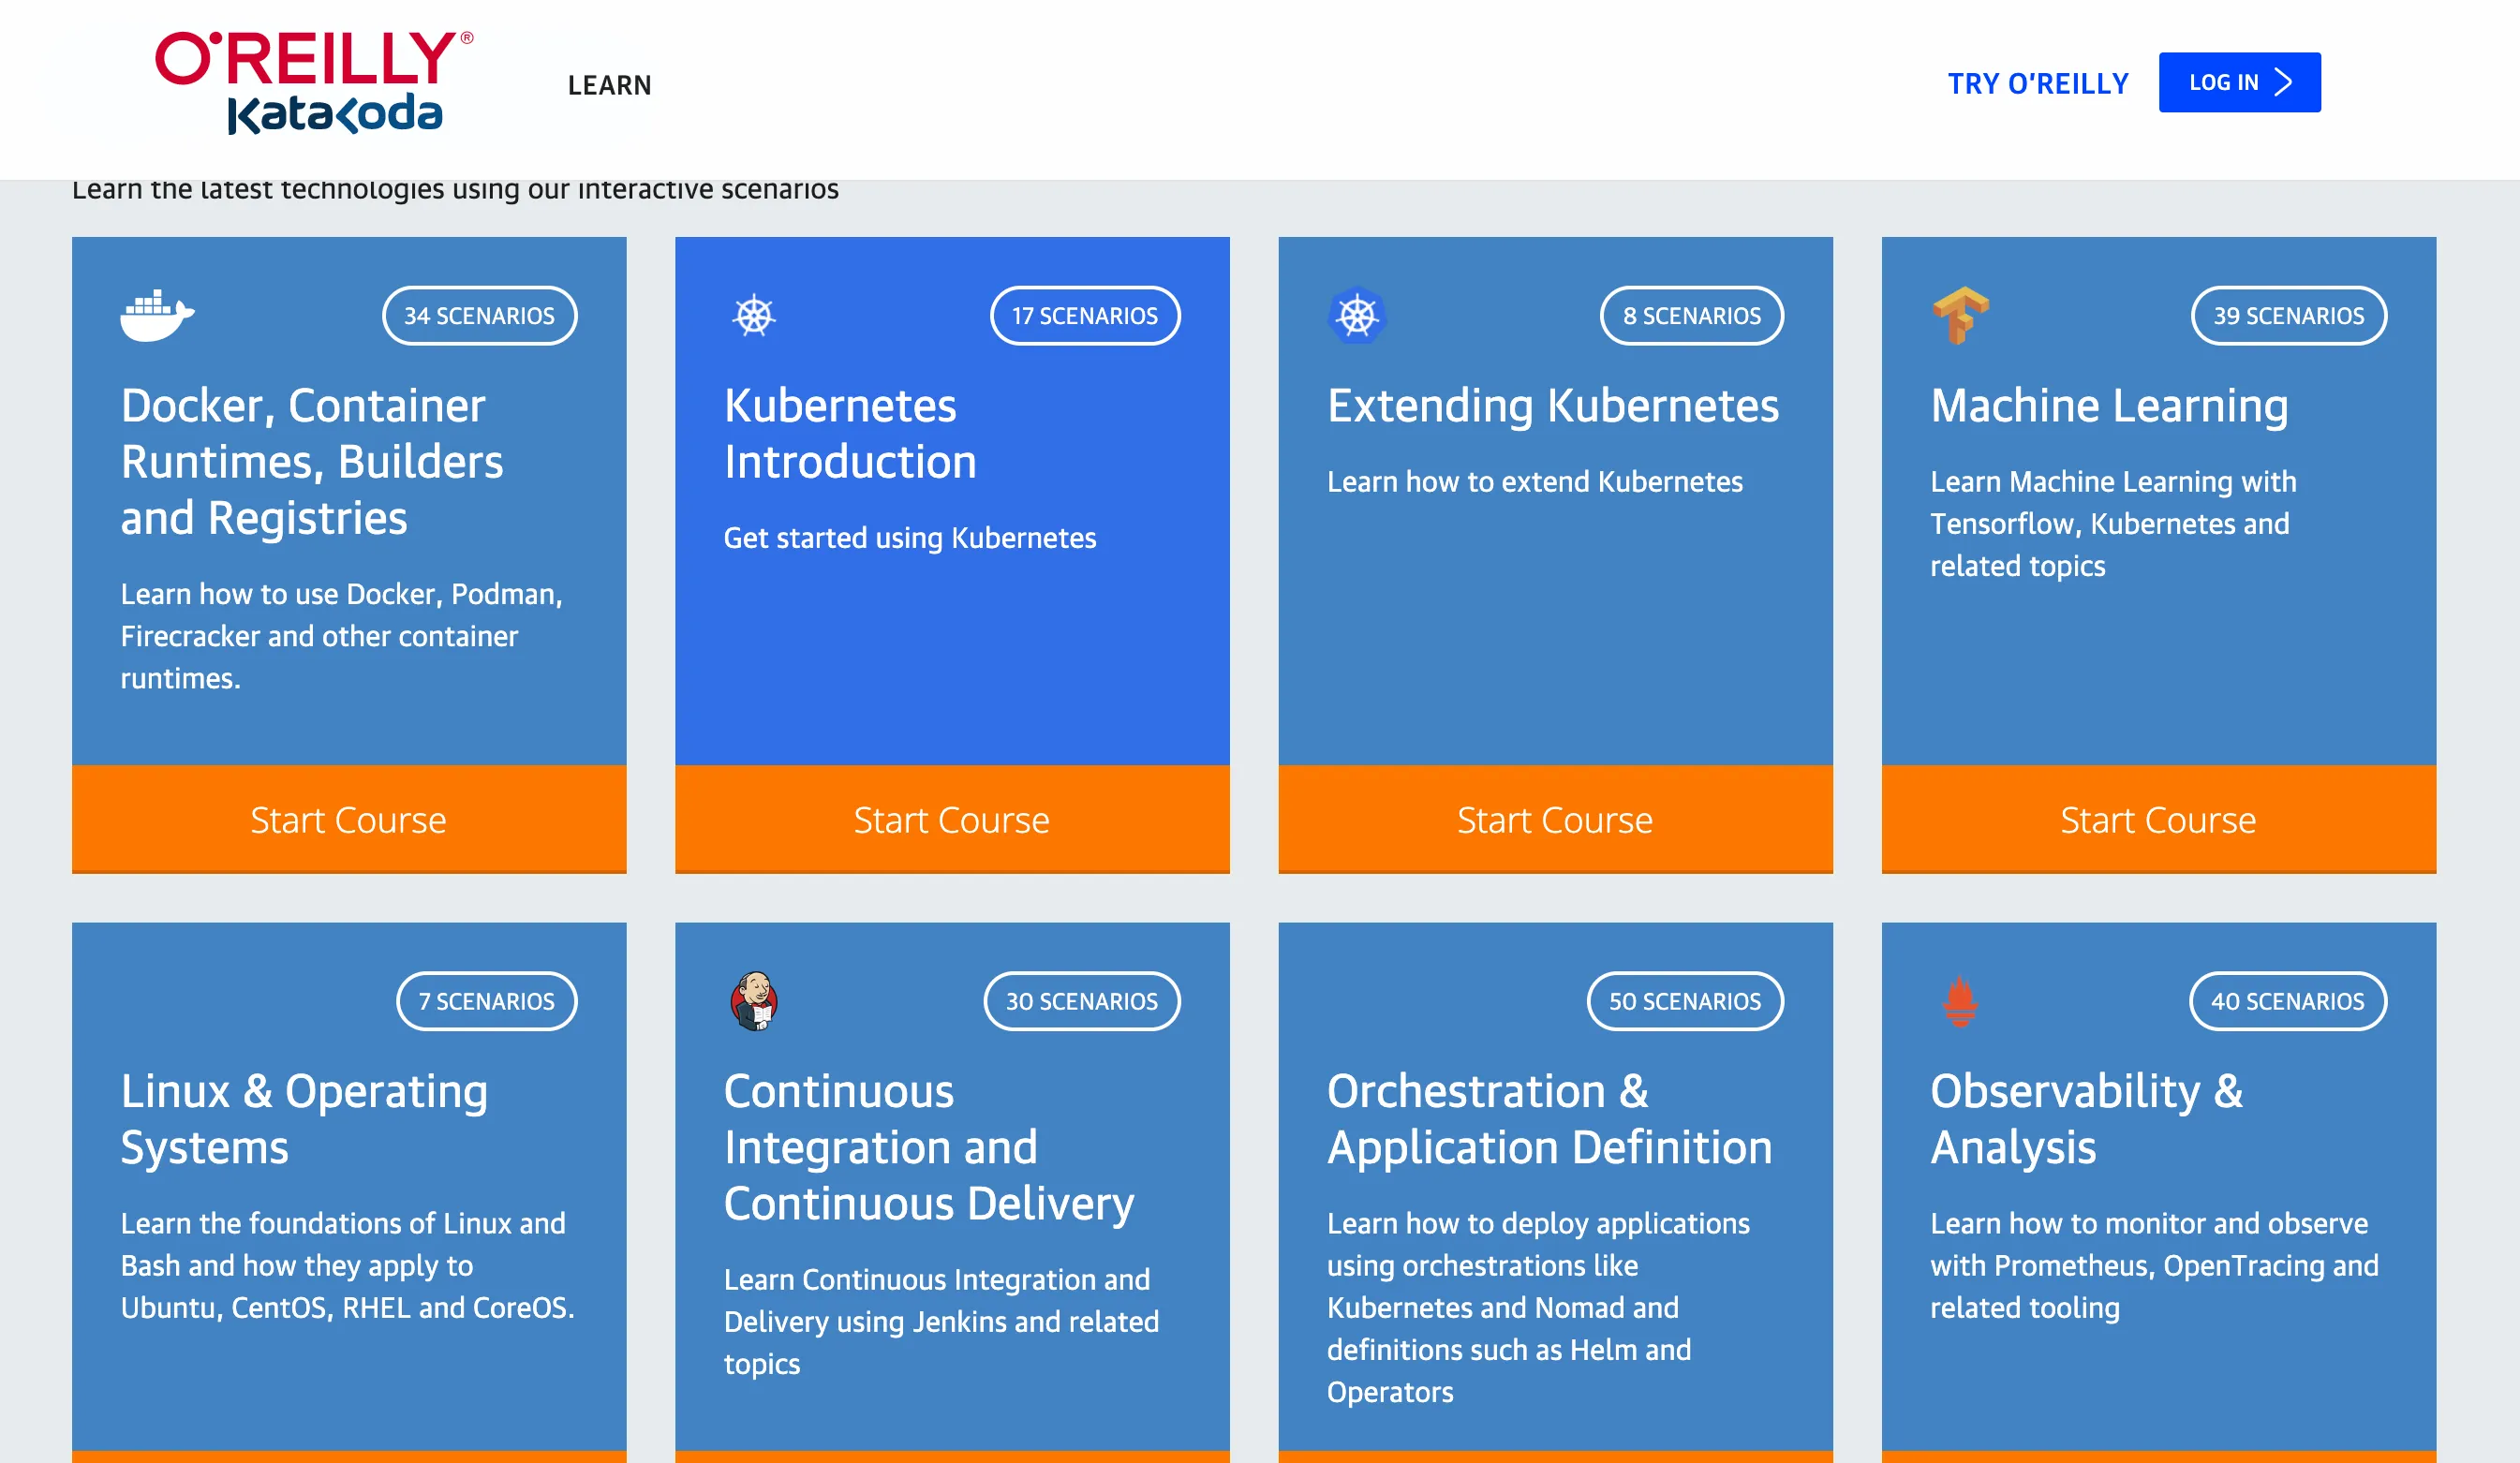 O'REILLY®
Katakoda
LEARN
TRY O'REILLY
LOG IN
Learn the latest technologies using our interactive scenarios
34 SCENARIOS
Docker, Container
Runtimes, Builders
and Registries
Learn how to use Docker, Podman,
Firecracker and other container
runtimes.
Start Course
17 SCENARIOS
Kubernetes
Introduction
Get started using Kubernetes
Start Course
8 SCENARIOS
Extending Kubernetes
Learn how to extend Kubernetes
Start Course
39 SCENARIOS
Machine Learning
Learn Machine Learning with
Tensorflow, Kubernetes and
related topics
Start Course
7 SCENARIOS
Linux & Operating
Systems
Learn the foundations of Linux and
Bash and how they apply to
Ubuntu, CentOS, RHEL and CoreOS.
30 SCENARIOS
Continuous
Integration and
Continuous Delivery
Learn Continuous Integration and
Delivery using Jenkins and related
topics
50 SCENARIOS
Orchestration &
Application Definition
Learn how to deploy applications
using orchestrations like
Kubernetes and Nomad and
definitions such as Helm and
Operators
40 SCENARIOS
Observability &
Analysis
Learn how to monitor and observe
with Prometheus, OpenTracing and
related tooling